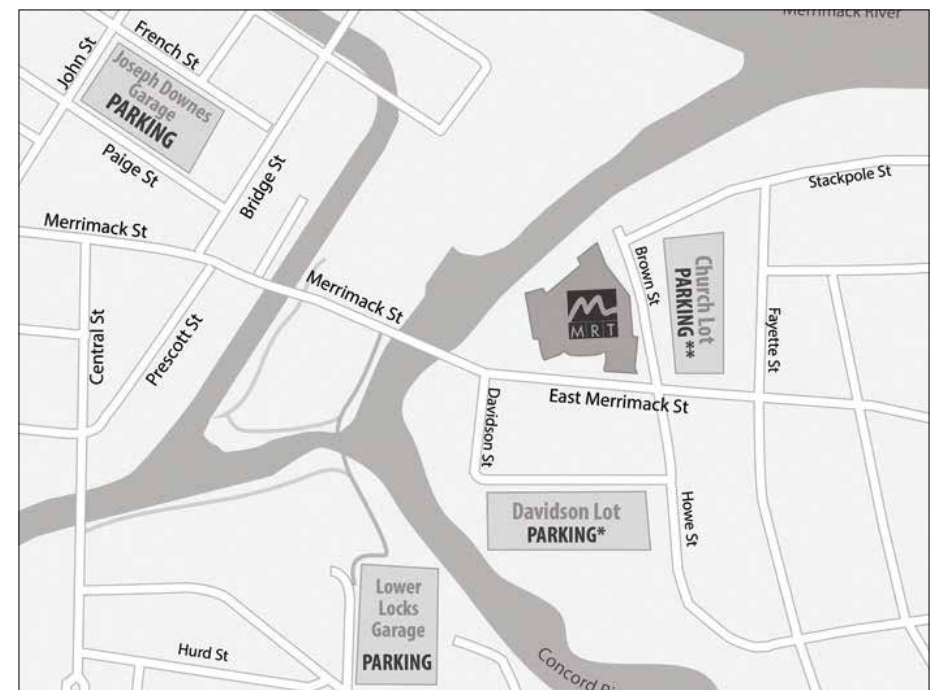 Merrimack River
French St
John St
Joseph Downes
Garage
PARKING
Paige St
Bridge St
Stackpole St
Merrimack St
Merrimack St
Brown St
Church Lot
PARKING **
MRT
Central St
Prescott St
Fayette St
East Merrimack St
Davidson St
Davidson Lot
PARKING*
Howe St
Lower
Locks
Garage
PARKING
Hurd St
Concord